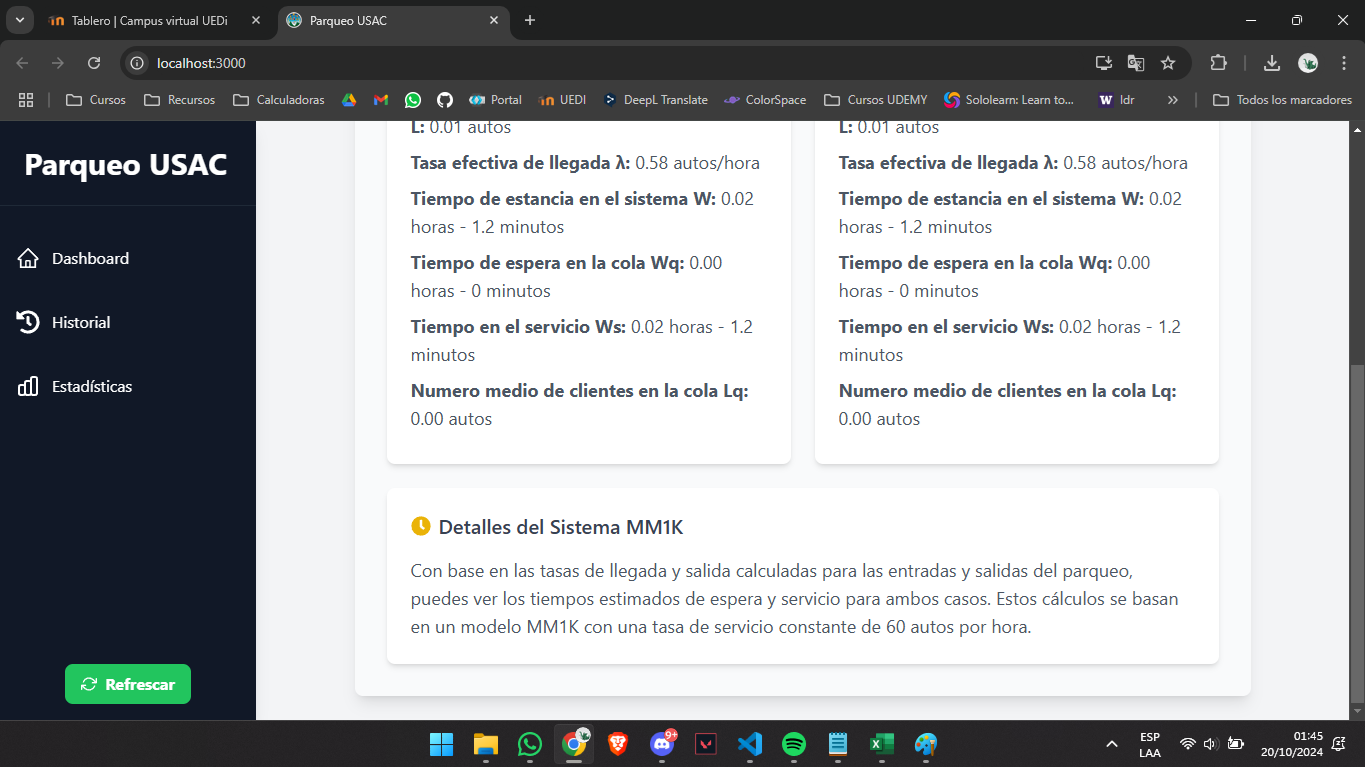 Tablero | Campus virtual UEDi
Parqueo USAC
localhost:3000
Cursos
Recursos
Calculadoras
Portal
UEDI
DeepL Translate
ColorSpace
Cursos UDEMY
Sololearn: Learn to...
W
Idr
Todos los marcadores
Parqueo USAC
Dashboard
Historial
Estadísticas
Refrescar
L: 0.01 autos
Tasa efectiva de llegada λ: 0.58 autos/hora
Tiempo de estancia en el sistema W: 0.02
horas - 1.2 minutos
Tiempo de espera en la cola Wq: 0.00
horas - 0 minutos
Tiempo en el servicio Ws: 0.02 horas - 1.2
minutos
Numero medio de clientes en la cola Lq:
0.00 autos
L: 0.01 autos
Tasa efectiva de llegada λ: 0.58 autos/hora
Tiempo de estancia en el sistema W: 0.02
horas - 1.2 minutos
Tiempo de espera en la cola Wq: 0.00
horas - 0 minutos
Tiempo en el servicio Ws: 0.02 horas - 1.2
minutos
Numero medio de clientes en la cola Lq:
0.00 autos
Detalles del Sistema MM1K
Con base en las tasas de llegada y salida calculadas para las entradas y salidas del parqueo,
puedes ver los tiempos estimados de espera y servicio para ambos casos. Estos cálculos se basan
en un modelo MM1K con una tasa de servicio constante de 60 autos por hora.
9+
ESP
LAA
01:45
20/10/2024